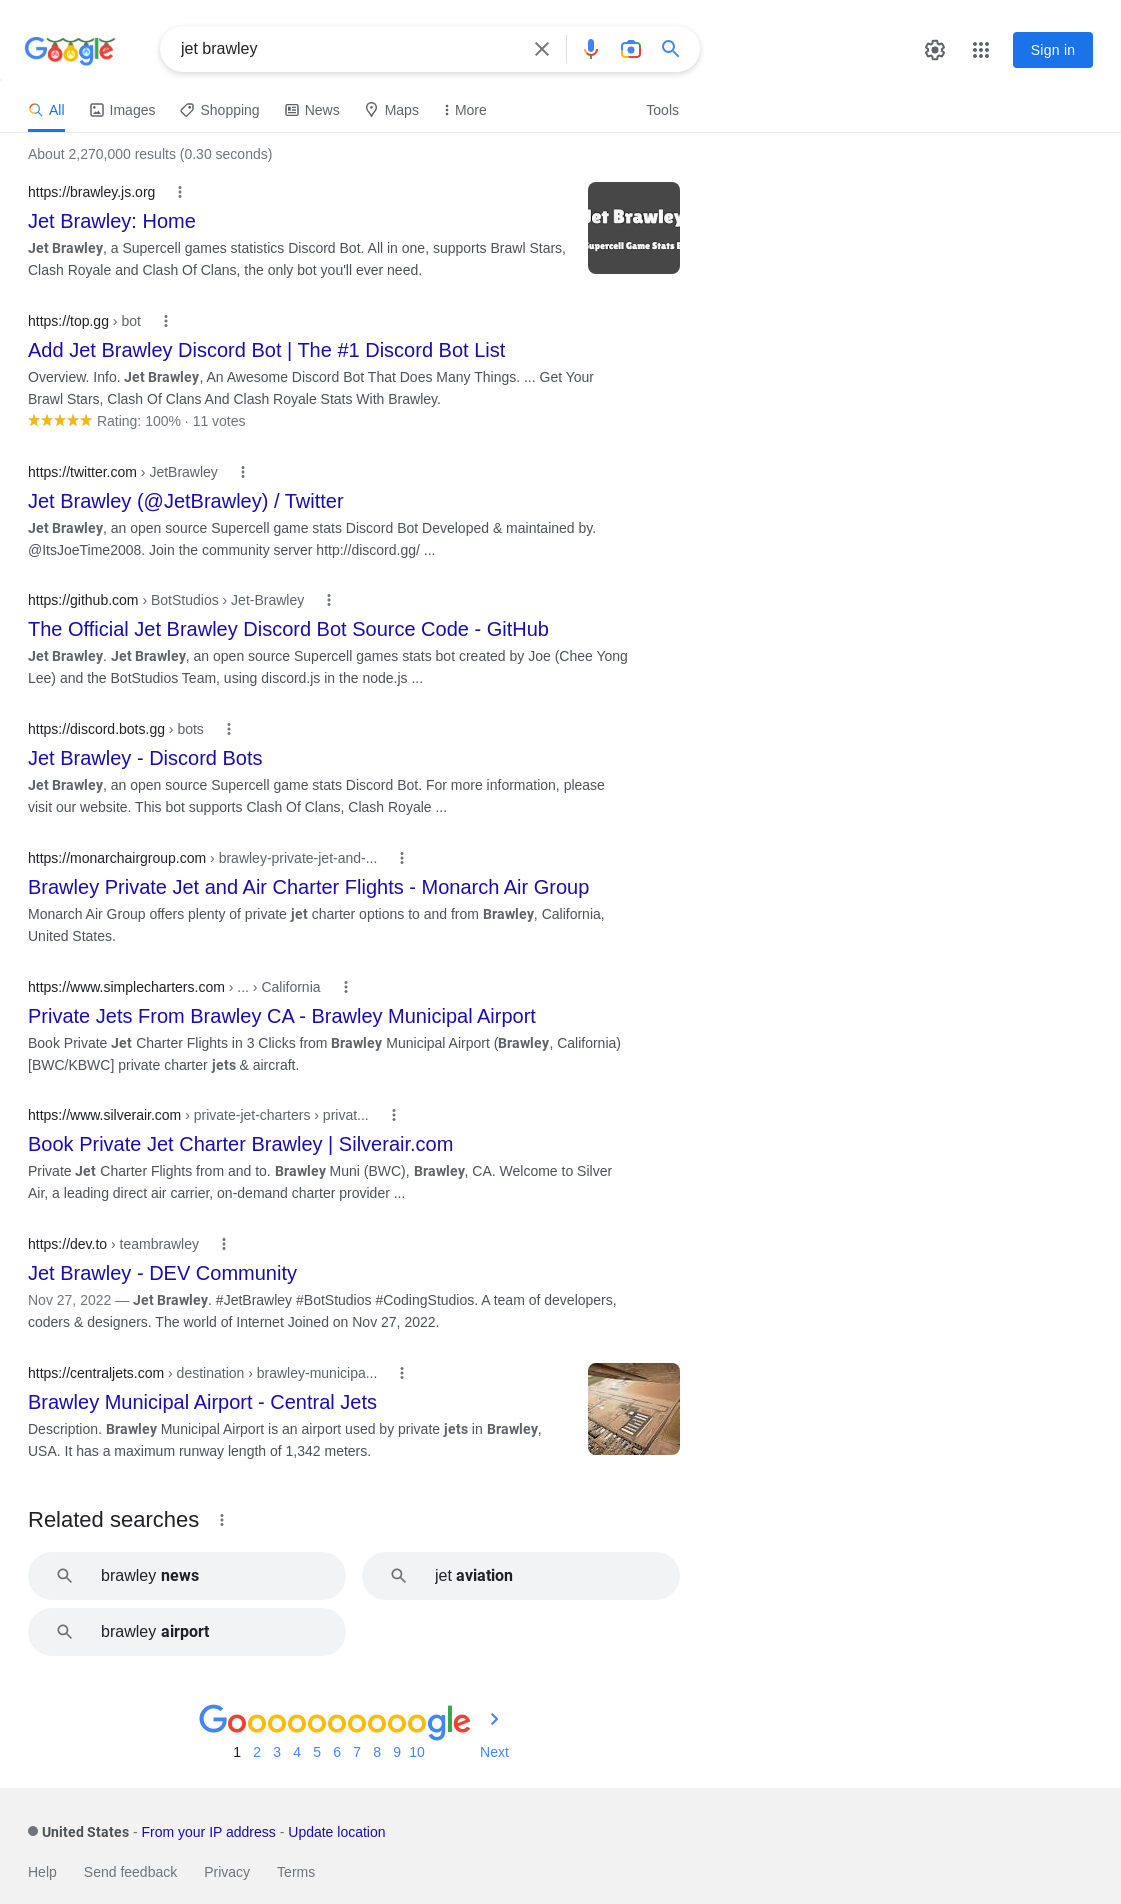 Google
jet brawley
Sign in
All
Images
Shopping
News
Maps
More
Tools
About 2,270,000 results (0.30 seconds)
https://brawley.js.org
Jet Brawley: Home
Jet Brawley, a Supercell games statistics Discord Bot. All in one, supports Brawl Stars,
Clash Royale and Clash Of Clans, the only bot you'll ever need.
Jet Brawley
Supercell Game Stats B
https://top.gg › bot
Add Jet Brawley Discord Bot | The #1 Discord Bot List
Overview. Info. Jet Brawley, An Awesome Discord Bot That Does Many Things. ... Get Your
Brawl Stars, Clash Of Clans And Clash Royale Stats With Brawley.
Rating: 100% · 11 votes
https://twitter.com › JetBrawley
Jet Brawley (@JetBrawley) / Twitter
Jet Brawley, an open source Supercell game stats Discord Bot Developed & maintained by.
@ItsJoeTime2008. Join the community server http://discord.gg/ ...
https://github.com › BotStudios › Jet-Brawley
The Official Jet Brawley Discord Bot Source Code - GitHub
Jet Brawley. Jet Brawley, an open source Supercell games stats bot created by Joe (Chee Yong
Lee) and the BotStudios Team, using discord.js in the node.js ...
https://discord.bots.gg › bots
Jet Brawley - Discord Bots
Jet Brawley, an open source Supercell game stats Discord Bot. For more information, please
visit our website. This bot supports Clash Of Clans, Clash Royale ...
https://monarchairgroup.com › brawley-private-jet-and-...
Brawley Private Jet and Air Charter Flights - Monarch Air Group
Monarch Air Group offers plenty of private jet charter options to and from Brawley, California,
United States.
https://www.simplecharters.com › ... › California
Private Jets From Brawley CA - Brawley Municipal Airport
Book Private Jet Charter Flights in 3 Clicks from Brawley Municipal Airport (Brawley, California)
[BWC/KBWC] private charter jets & aircraft.
https://www.silverair.com › private-jet-charters › privat...
Book Private Jet Charter Brawley | Silverair.com
Private Jet Charter Flights from and to. Brawley Muni (BWC), Brawley, CA. Welcome to Silver
Air, a leading direct air carrier, on-demand charter provider ...
https://dev.to › teambrawley
Jet Brawley - DEV Community
Nov 27, 2022 — Jet Brawley. #JetBrawley #BotStudios #CodingStudios. A team of developers,
coders & designers. The world of Internet Joined on Nov 27, 2022.
https://centraljets.com › destination › brawley-municipa...
Brawley Municipal Airport - Central Jets
Description. Brawley Municipal Airport is an airport used by private jets in Brawley,
USA. It has a maximum runway length of 1,342 meters.
Related searches
brawley news
jet aviation
brawley airport
Goooooooooogle
1 2 3 4 5 6 7 8 9 10 Next
United States - From your IP address - Update location
Help Send feedback Privacy Terms